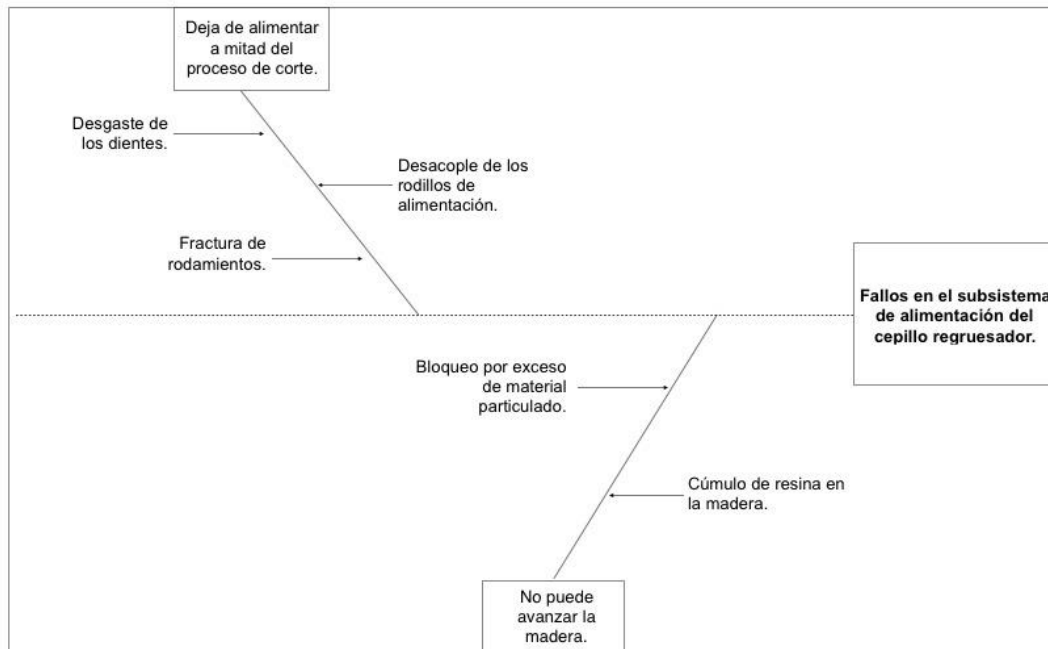 Deja de alimentar
a mitad del
proceso de corte.
Desgaste de
los dientes.
Desacople de los
rodillos de
alimentación.
Fractura de
rodamientos.
Fallos en el subsistema
de alimentación del
cepillo regruesador.
Bloqueo por exceso
de material
particulado.
Cúmulo de resina en
la madera.
No puede
avanzar la
madera.